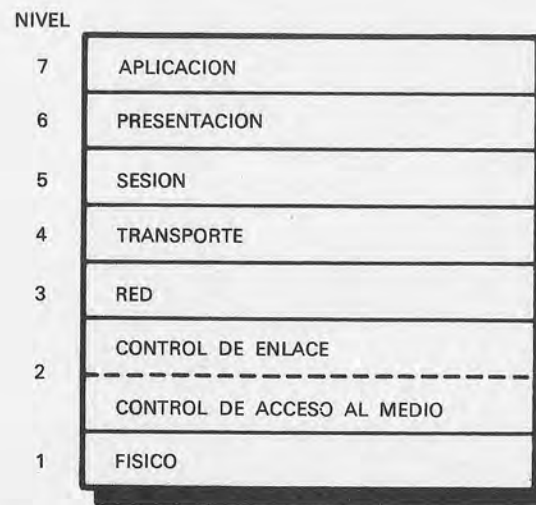 NIVEL
7 APLICACION
6 PRESENTACION
5 SESION
4 TRANSPORTE
3 RED
CONTROL DE ENLACE
2
CONTROL DE ACCESO AL MEDIO
1 FISICO